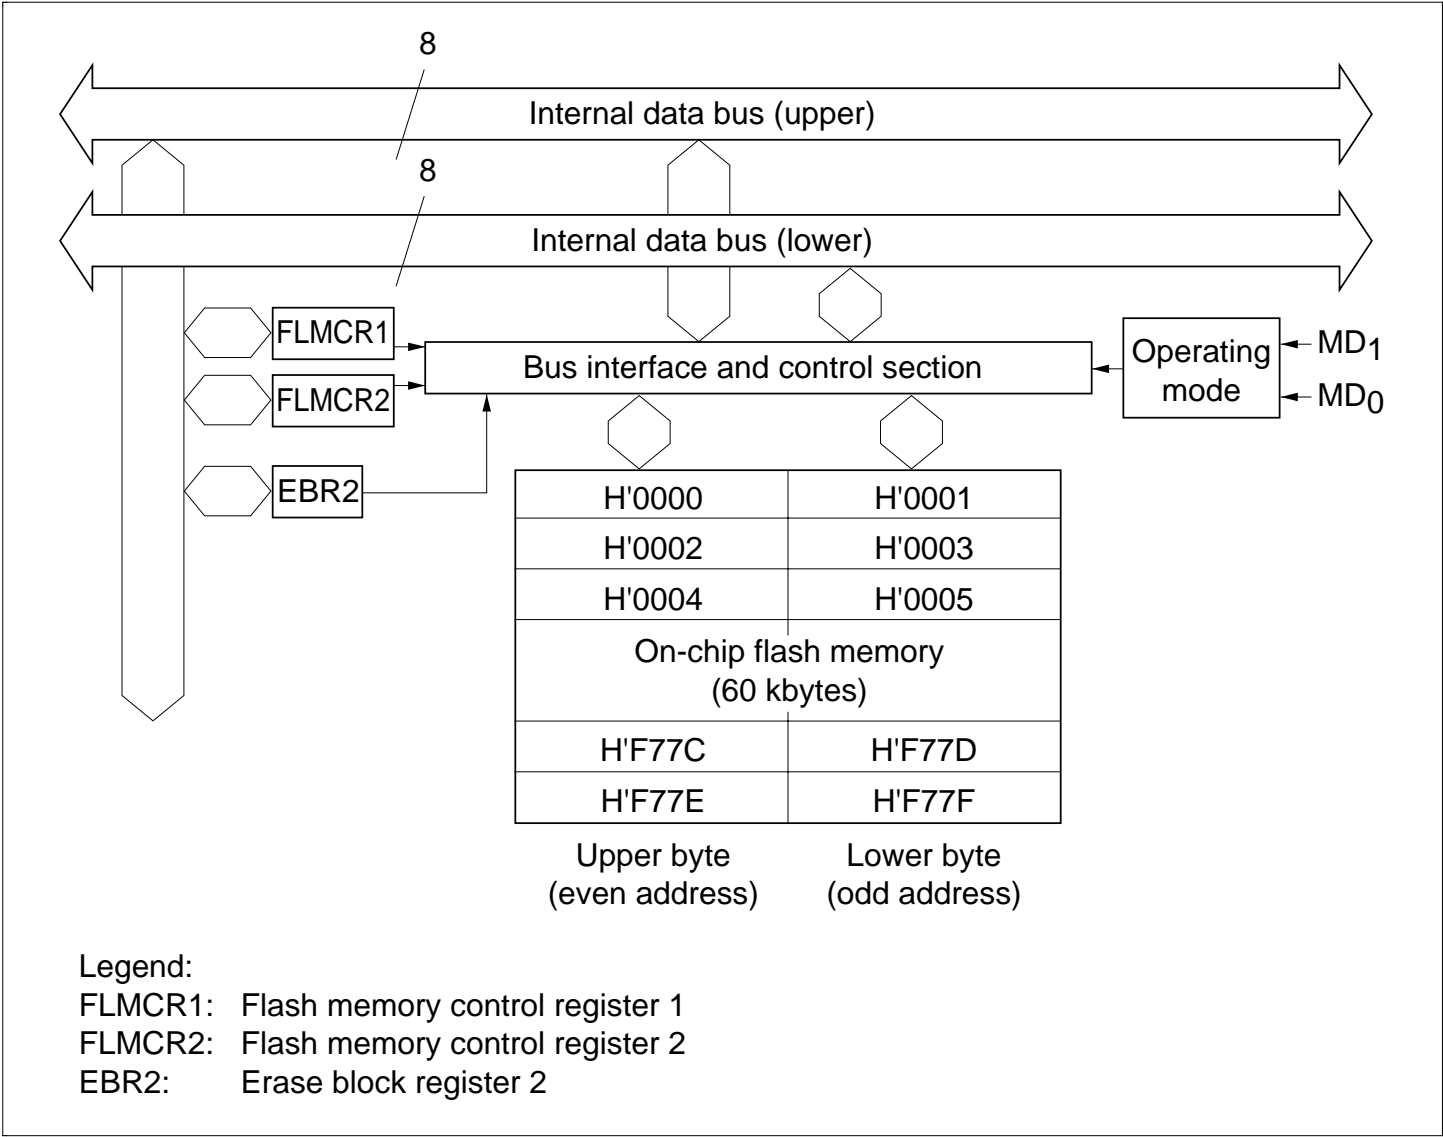 8
Internal data bus (upper)
8
Internal data bus (lower)
FLMCR1
FLMCR2
EBR2
Bus interface and control section
Operating
mode
MD1
MD0
H'0000 H'0001
H'0002 H'0003
H'0004 H'0005
On-chip flash memory
(60 kbytes)
H'F77C H'F77D
H'F77E H'F77F
Upper byte
(even address)
Lower byte
(odd address)
Legend:
FLMCR1: Flash memory control register 1
FLMCR2: Flash memory control register 2
EBR2: Erase block register 2